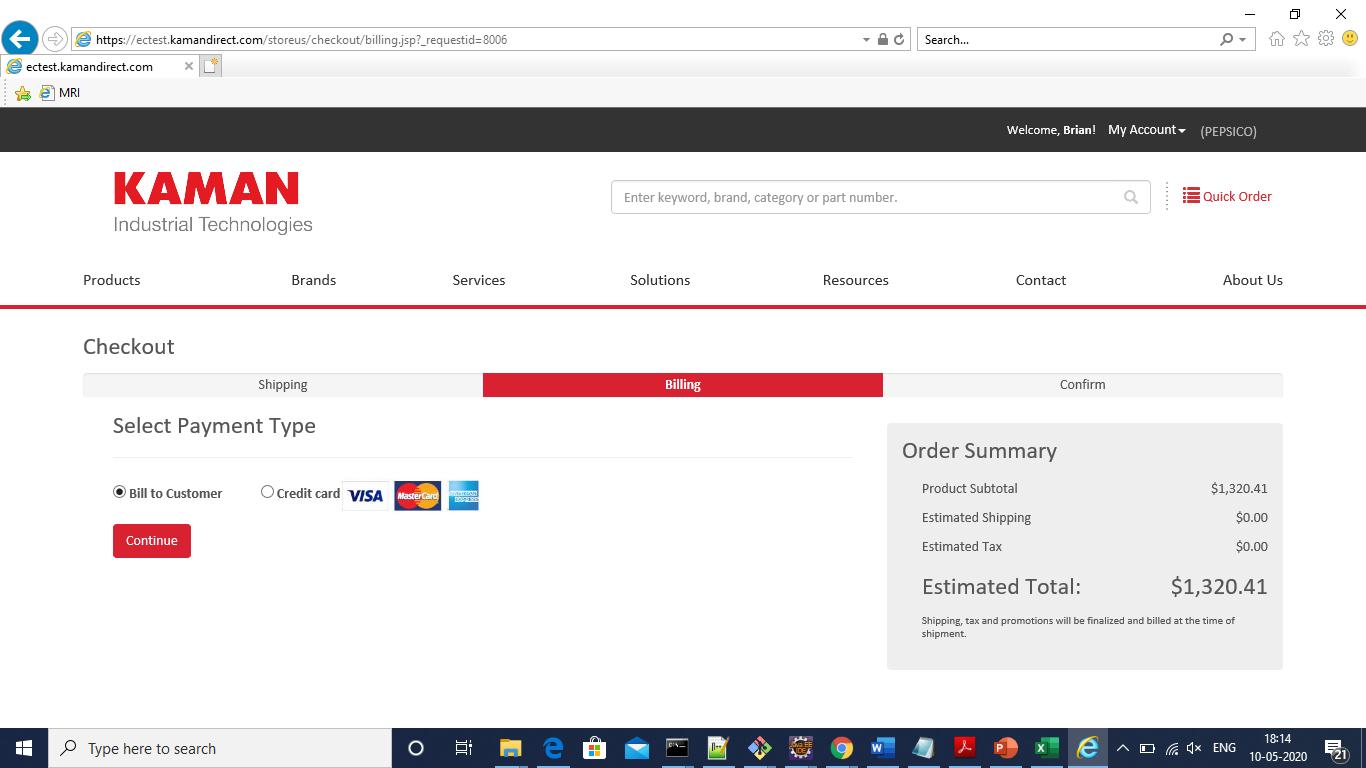 https://ectest.kamandirect.com/storeus/checkout/billing.jsp?_requestid=8006
Search...
ectest.kamandirect.com
MRI
Welcome, Brian! My Account (PEPSICO)
KAMAN
Industrial Technologies
Enter keyword, brand, category or part number.
Quick Order
Products Brands Services Solutions Resources Contact About Us
Checkout
Shipping Billing Confirm
Select Payment Type
Bill to Customer Credit card VISA MasterCard
Continue
Order Summary
Product Subtotal $1,320.41
Estimated Shipping $0.00
Estimated Tax $0.00
Estimated Total: $1,320.41
Shipping, tax and promotions will be finalized and billed at the time of
shipment.
Type here to search
ENG
18:14
10-05-2020
21